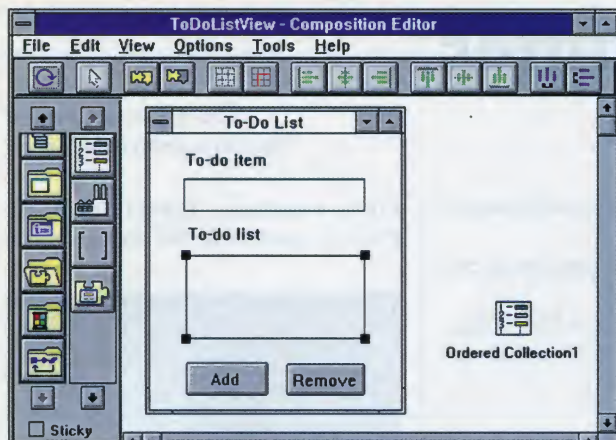 ToDoListView - Composition Editor
File Edit View Options Tools Help
To-Do List
To-do item
To-do list
Add Remove
Ordered Collection1
Sticky